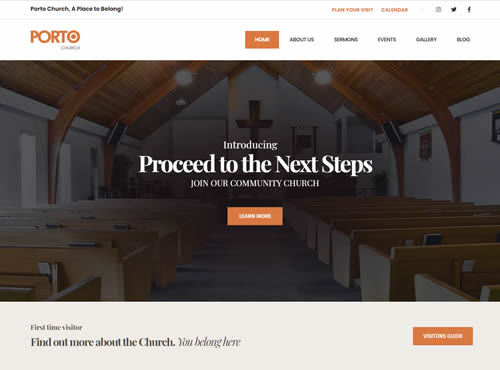 Porto Church, A Place to Belong!
PLAN YOUR VISIT CALENDAR
PORTO
CHURCH
HOME ABOUT US SERMONS EVENTS GALLERY BLOG
Introducing
Proceed to the Next Steps
JOIN OUR COMMUNITY CHURCH
LEARN MORE
First time visitor
Find out more about the Church. You belong here
VISITORS GUIDE